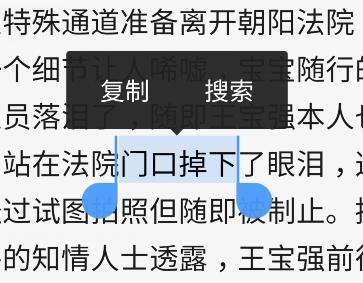 特殊通道准备离开朝阳法院
个细节让人唏嘘，宝宝随行的
复制 搜索
员落泪了，随即王宝强本人也
站在法院门口掉下了眼泪，
过试图拍照但随即被制止。
的知情人士透露，王宝强前